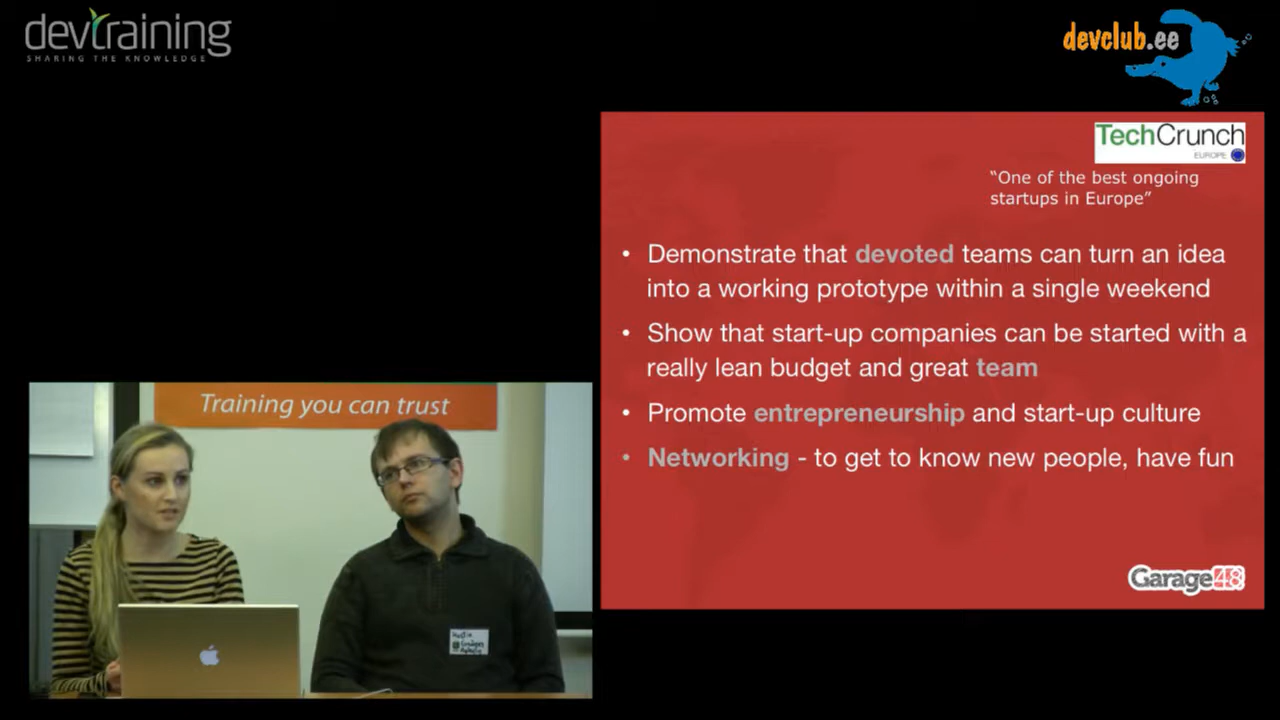 devtraining
SHARING THE KNOWLEDGE
devclub.ee
TechCrunch
EUROPE
“One of the best ongoing
startups in Europe”
• Demonstrate that devoted teams can turn an idea
into a working prototype within a single weekend
• Show that start-up companies can be started with a
really lean budget and great team
• Promote entrepreneurship and start-up culture
• Networking - to get to know new people, have fun
Garage48
Training you can trust